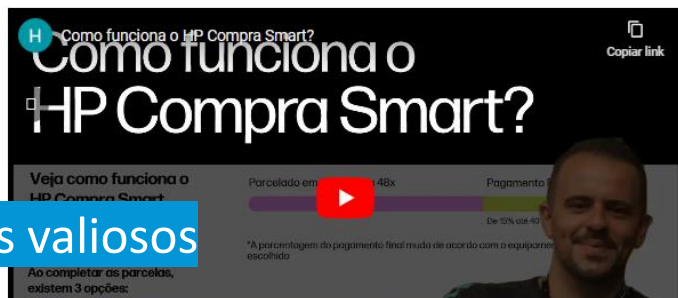 H
Como funciona o HP Compra Smart?
Copiar link
Como funciona o
HP Compra Smart?
Veja como funciona o
HP Compra Smart
Parcelado em
48x
Pagamento
De 15% até 40
s valiosos
*A porcentagem do pagamento final muda de acordo com o equipamen
escolhido
Ao completar as parcelas,
existem 3 opções: